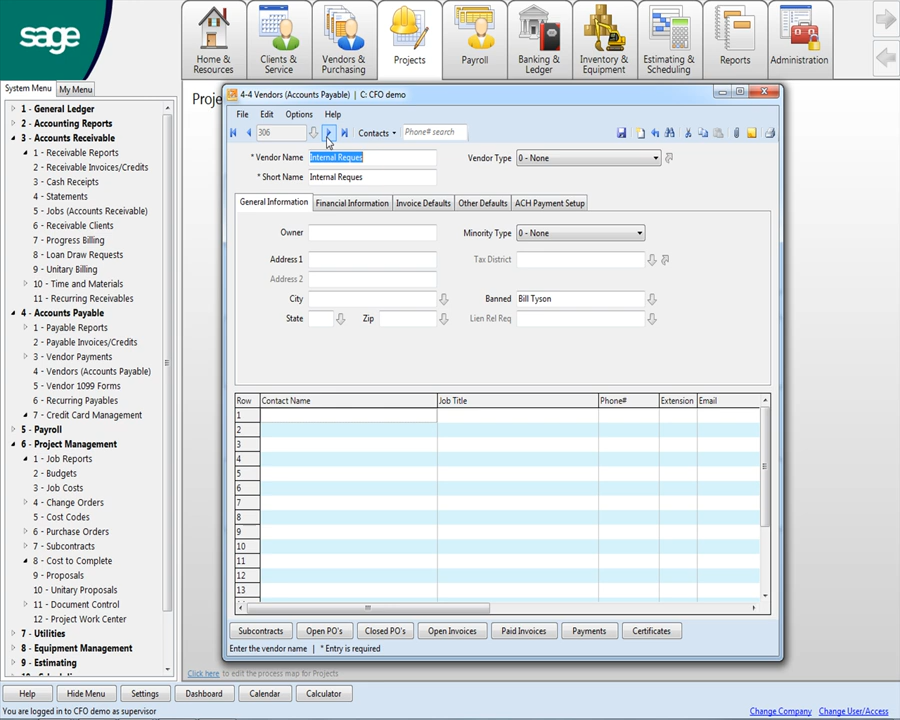 sage
Home & Resources
Clients & Service
Vendors & Purchasing
Projects
Payroll
Banking & Ledger
Inventory & Equipment
Estimating & Scheduling
Reports
Administration
System Menu
My Menu
1 - General Ledger
2 - Accounting Reports
3 - Accounts Receivable
1 - Receivable Reports
2 - Receivable Invoices/Credits
3 - Cash Receipts
4 - Statements
5 - Jobs (Accounts Receivable)
6 - Receivable Clients
7 - Progress Billing
8 - Loan Draw Requests
9 - Unitary Billing
10 - Time and Materials
11 - Recurring Receivables
4 - Accounts Payable
1 - Payable Reports
2 - Payable Invoices/Credits
3 - Vendor Payments
4 - Vendors (Accounts Payable)
5 - Vendor 1099 Forms
6 - Recurring Payables
7 - Credit Card Management
5 - Payroll
6 - Project Management
1 - Job Reports
2 - Budgets
3 - Job Costs
4 - Change Orders
5 - Cost Codes
6 - Purchase Orders
7 - Subcontracts
8 - Cost to Complete
9 - Proposals
10 - Unitary Proposals
11 - Document Control
12 - Project Work Center
7 - Utilities
8 - Equipment Management
9 - Estimating
Proje
4-4 Vendors (Accounts Payable) | C: CFO demo
File Edit Options Help
306 Contacts Phone# search
* Vendor Name Internal Reques Vendor Type 0 - None
* Short Name Internal Reques
General Information Financial Information Invoice Defaults Other Defaults ACH Payment Setup
Owner Minority Type 0 - None
Address 1 Tax District
Address 2
City Banned Bill Tyson
State Zip Lien Rel Req
Row Contact Name Job Title Phone# Extension Email
1
2
3
4
5
6
7
8
9
10
11
12
13
Subcontracts Open PO's Closed PO's Open Invoices Paid Invoices Payments Certificates
Enter the vendor name | * Entry is required
Click here to edit the process map for Projects
Help Hide Menu Settings Dashboard Calendar Calculator
You are logged in to CFO demo as supervisor
Change Company Change User/Access